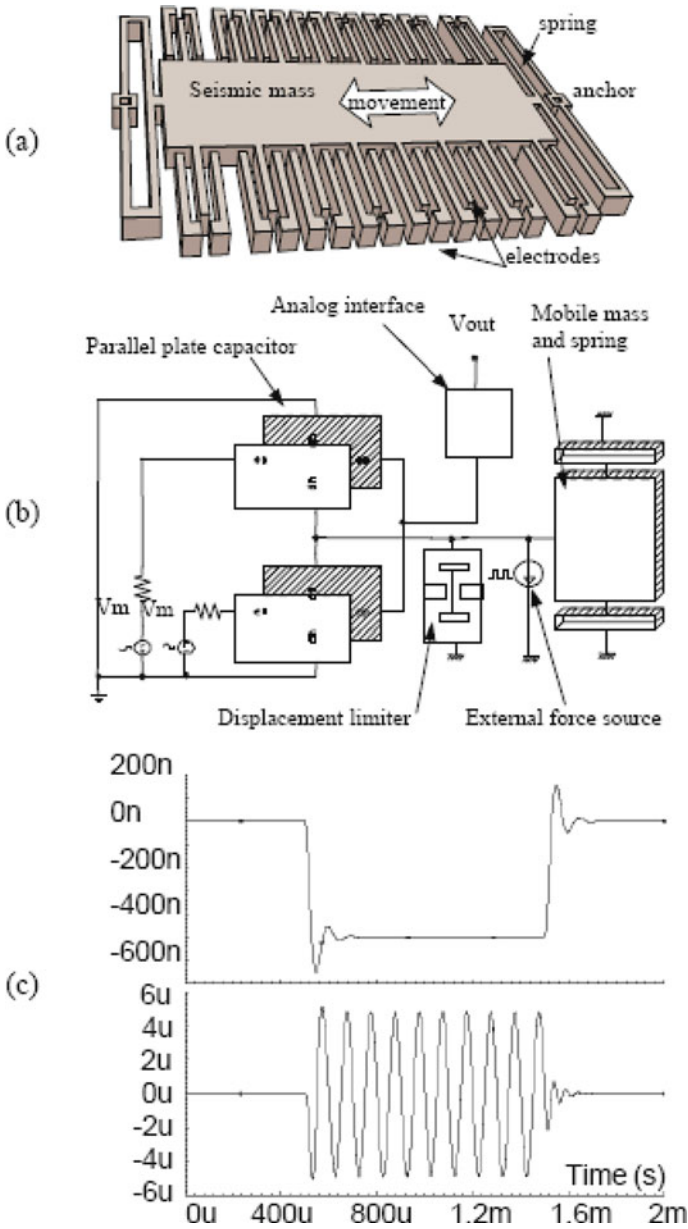 spring
Seismic mass
movement
anchor
(a)
electrodes
Analog interface
Vout
Mobile mass
and spring
Parallel plate capacitor
(b)
Vm
Vm
Displacement limiter
External force source
200n
0n
-200n
-400n
-600n
(c)
6u
4u
2u
0u
-2u
-4u
-6u
Time (s)
0u 400u 800u 1.2m 1.6m 2m